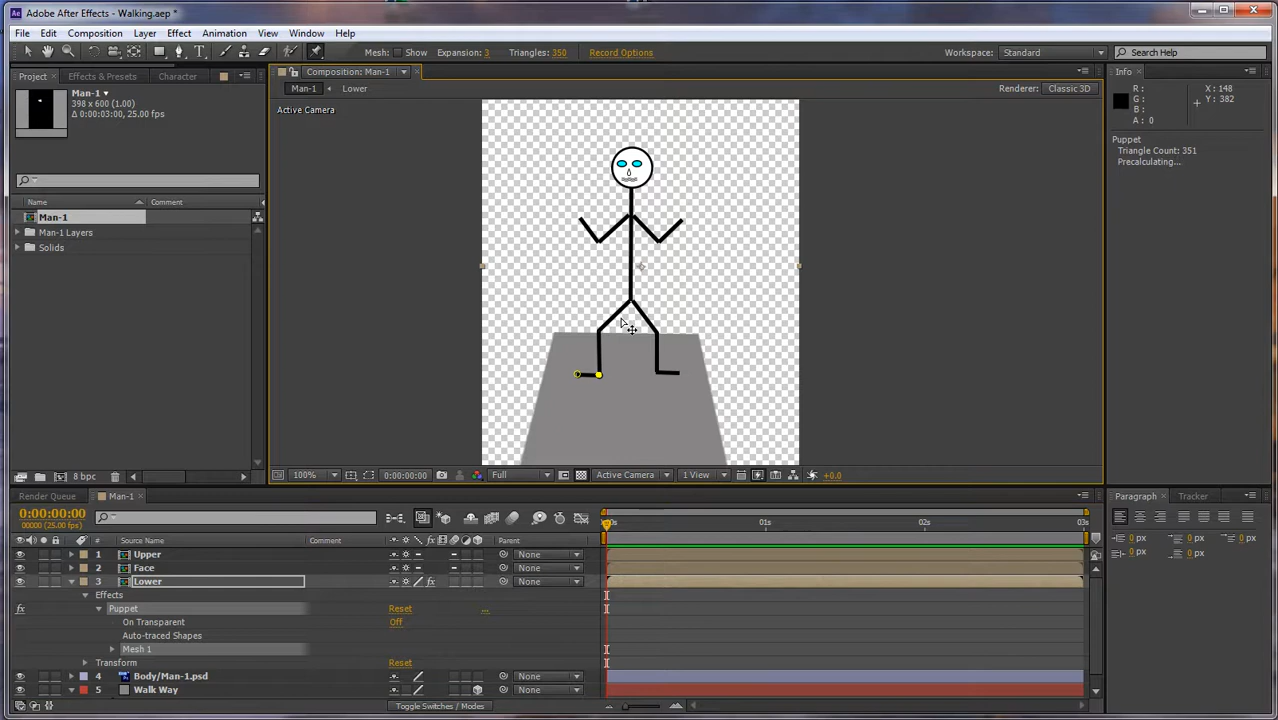 Adobe After Effects - Walking.aep *
File Edit Composition Layer Effect Animation View Window Help
Mesh: Show Expansion: 3 Triangles: 350 Record Options Workspace: Standard Search Help
Project Effects & Presets Character Composition: Man-1 Info
Man-1 Lower Renderer: Classic 3D
Man-1
398 x 600 (1.00)
Δ 0:00:03:00, 25.00 fps
Active Camera
R: G: B: A: 0 X: 148 Y: 382
Puppet
Triangle Count: 351
Precalculating...
Name Comment
Man-1
Man-1 Layers
Solids
8 bpc 100% 0:00:00:00 Full Active Camera 1 View +0.0
Render Queue Man-1 Paragraph Tracker
0:00:00:00
00000 (25.00 fps)
01s 02s 03s
# Source Name Comment Parent
0 px 0 px 0 px
0 px 0 px
1 Upper None
2 Face None
3 Lower None
Effects
Puppet Reset ...
On Transparent Off
Auto-traced Shapes
Mesh 1
Transform Reset
4 Body/Man-1.psd None
5 Walk Way None
Toggle Switches / Modes